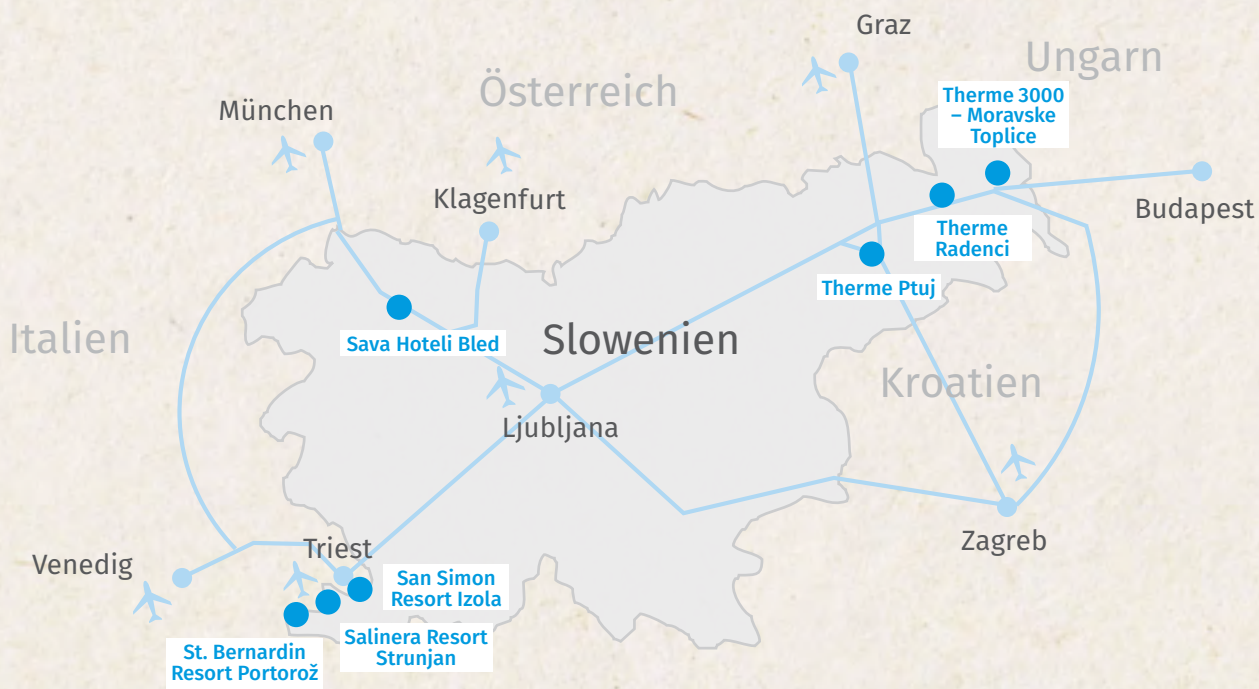 Graz
Ungarn
Österreich
Therme 3000
– Moravske
Toplice
München
Klagenfurt
Budapest
Therme
Radenci
Therme Ptuj
Italien
Sava Hoteli Bled
Slowenien
Kroatien
Ljubljana
Zagreb
Venedig
Triest
San Simon
Resort Izola
Salinera Resort
Strunjan
St. Bernardin
Resort Portorož